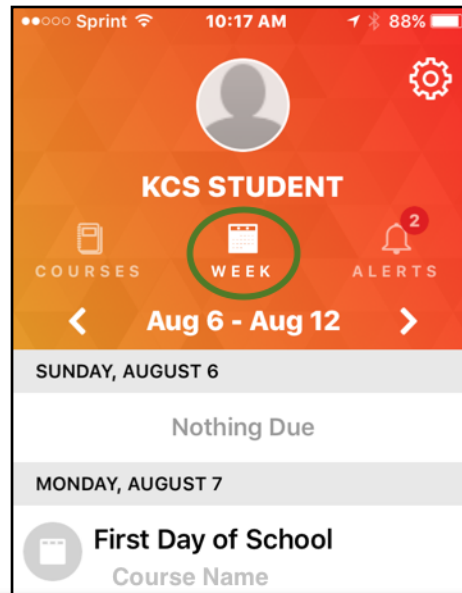 Sprint 10:17 AM 88%
KCS STUDENT
2
COURSES WEEK ALERTS
Aug 6 - Aug 12
SUNDAY, AUGUST 6
Nothing Due
MONDAY, AUGUST 7
First Day of School
Course Name